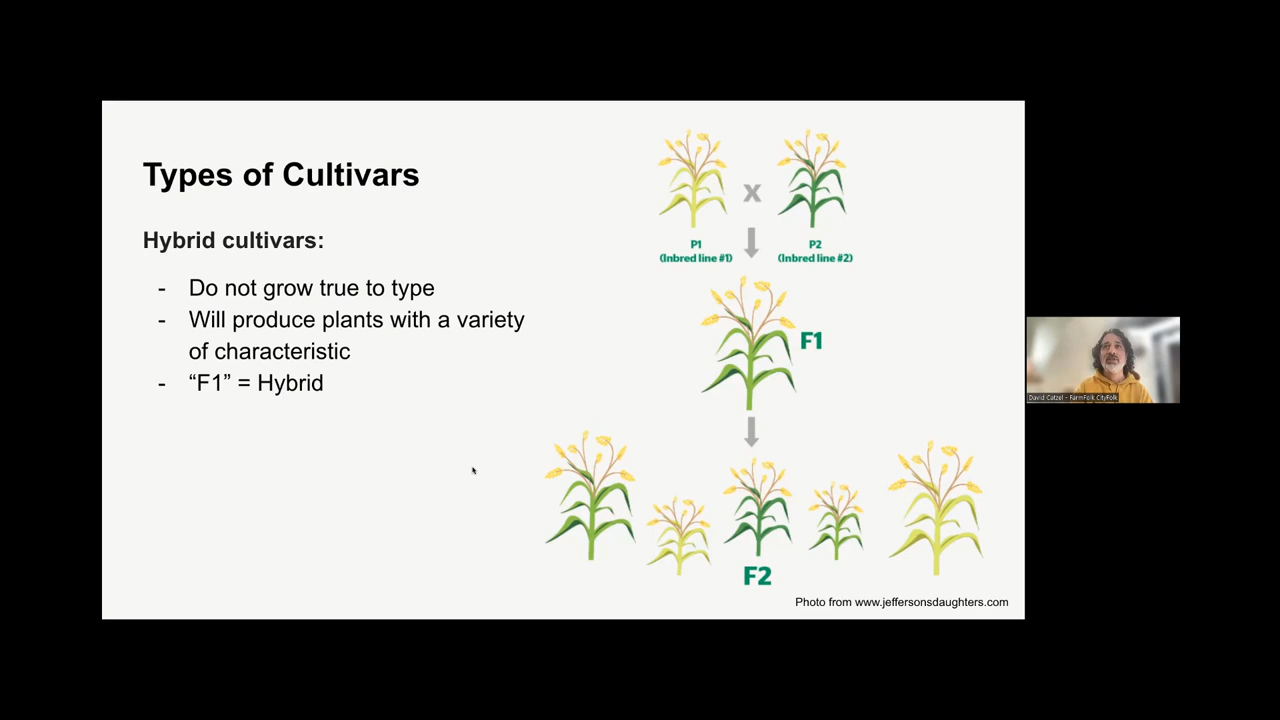 Types of Cultivars
Hybrid cultivars:
- Do not grow true to type
- Will produce plants with a variety
of characteristic
- “F1” = Hybrid
X
P1
(Inbred line #1)
P2
(Inbred line #2)
F1
F2
Photo from www.jeffersonsdaughters.com
David Catzel - FarmFolk CityFolk